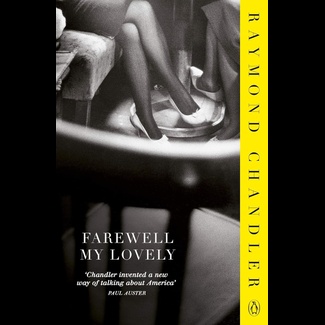 RAYMOND CHANDLER
FAREWELL
MY LOVELY
‘Chandler invented a new
way of talking about America’
PAUL AUSTER